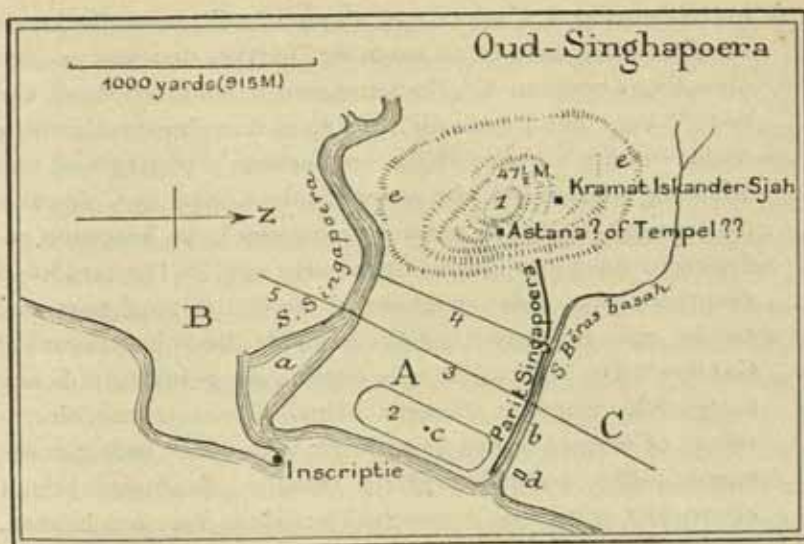 Oud-Singhapoera
1000 yards (915M)
e
e
47½ M.
1
Kramat Iskander Sjah
Astana? of Tempel??
Z
S. Singapoera
5
4
B
a
A
3
Parit Singapoera
S. Bĕras basah
C
2
c
b
d
Inscriptie